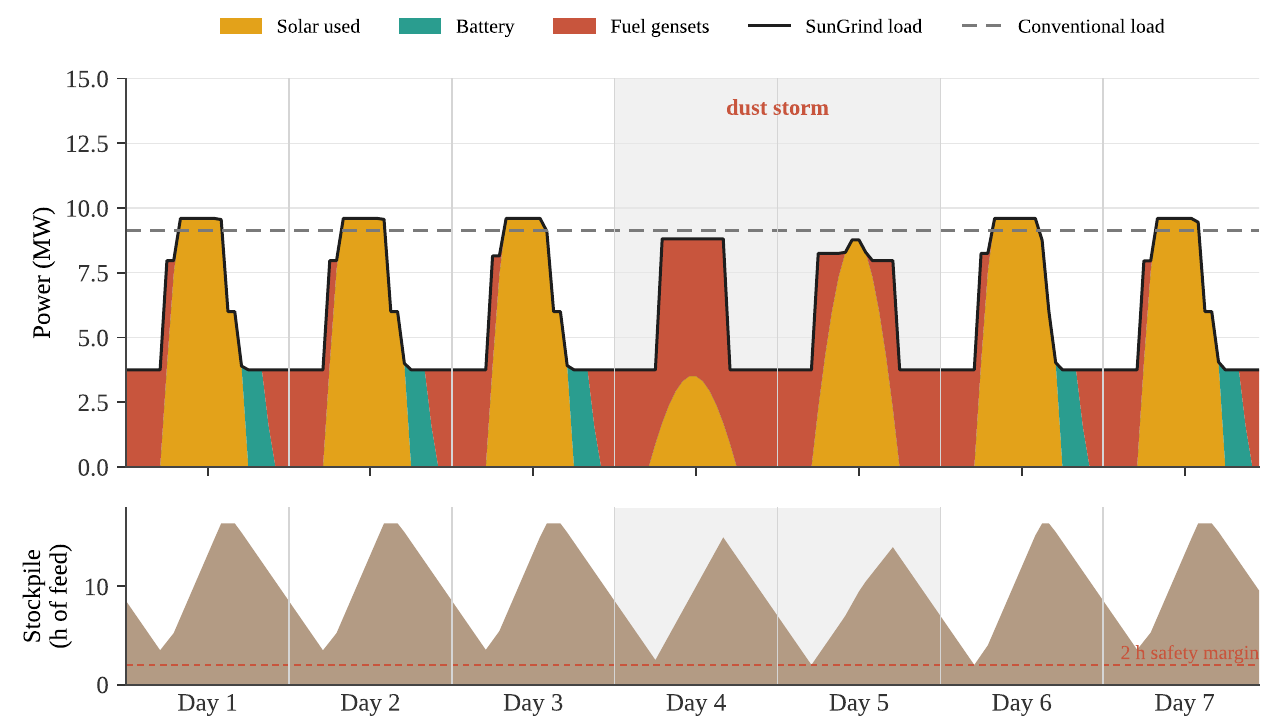 Solar used Battery Fuel gensets SunGrind load Conventional load
15.0
dust storm
12.5
10.0
7.5
5.0
2.5
0.0
Power (MW)
Stockpile
(h of feed)
10
2 h safety margin
0
Day 1 Day 2 Day 3 Day 4 Day 5 Day 6 Day 7